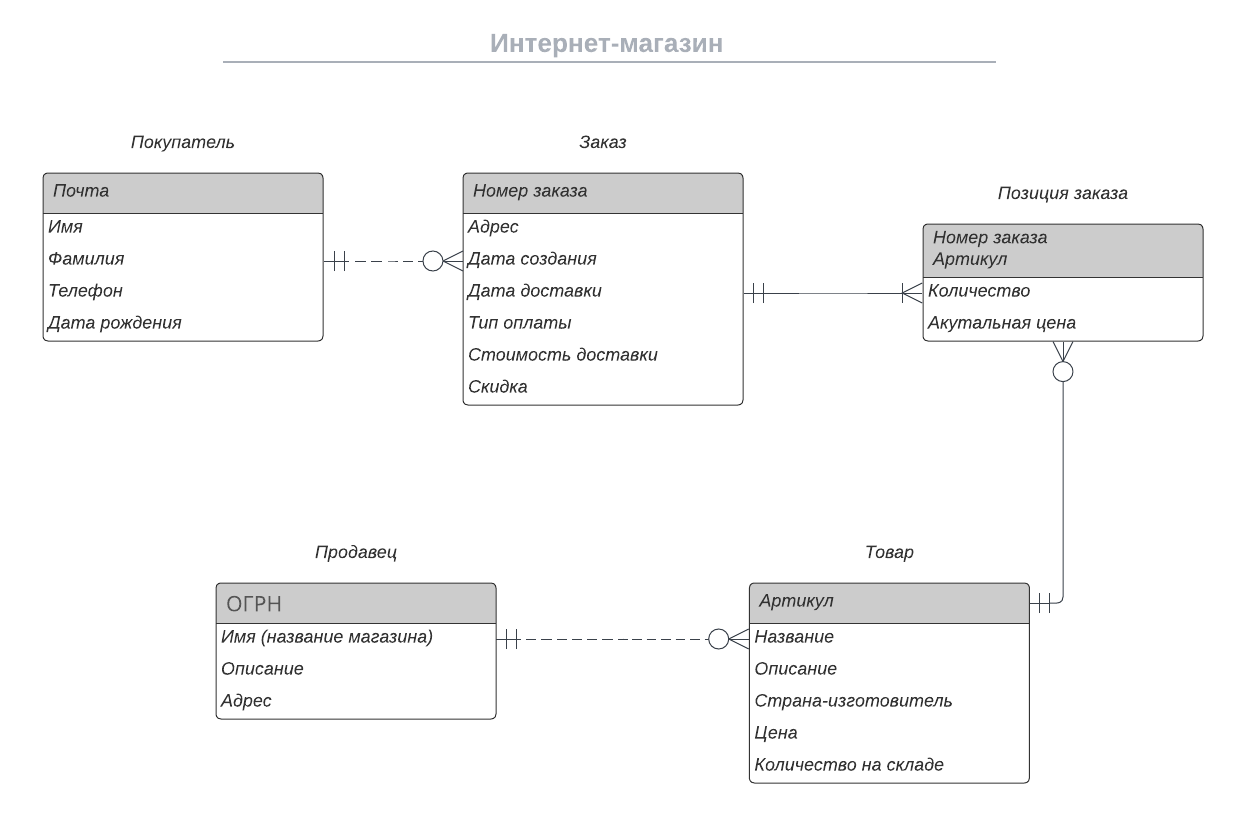 Интернет-магазин
Покупатель
Почта
Имя
Фамилия
Телефон
Дата рождения
Заказ
Номер заказа
Адрес
Дата создания
Дата доставки
Тип оплаты
Стоимость доставки
Скидка
Позиция заказа
Номер заказа
Артикул
Количество
Акутальная цена
Продавец
ОГРН
Имя (название магазина)
Описание
Адрес
Товар
Артикул
Название
Описание
Страна-изготовитель
Цена
Количество на складе